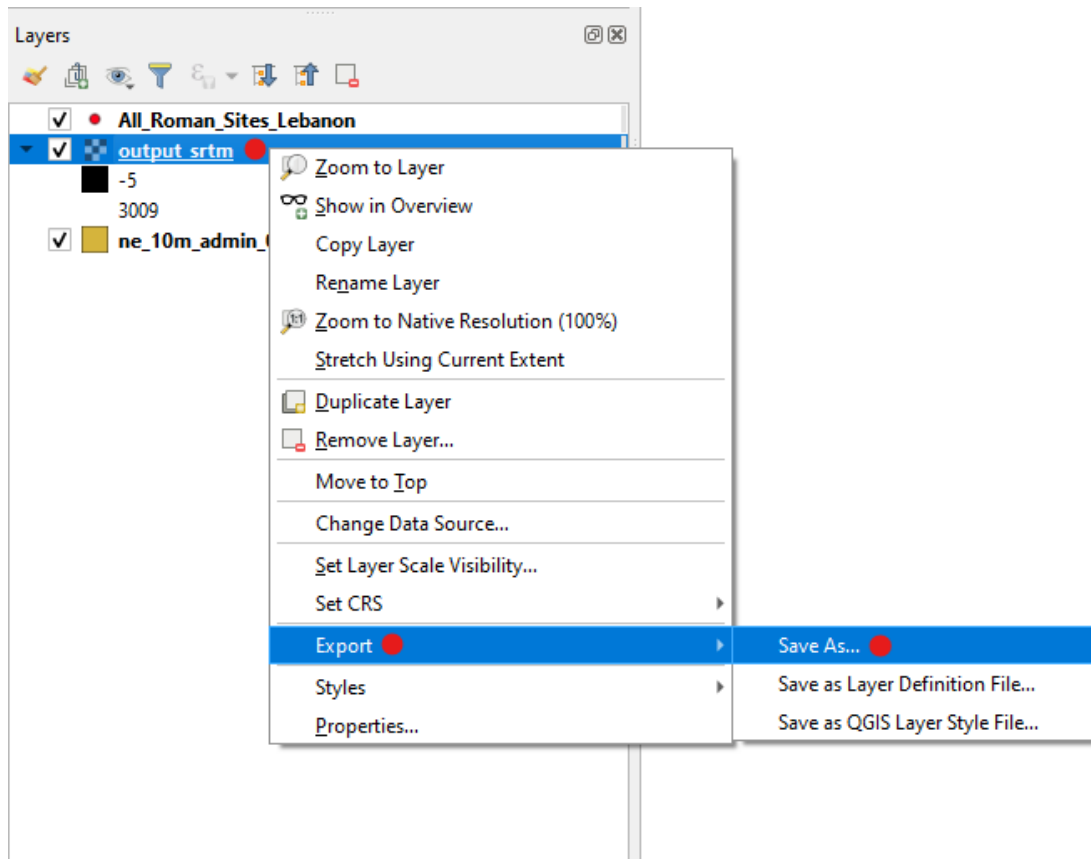 Layers
All_Roman_Sites_Lebanon
output srtm
-5
3009
ne_10m_admin_
Zoom to Layer
Show in Overview
Copy Layer
Rename Layer
Zoom to Native Resolution (100%)
Stretch Using Current Extent
Duplicate Layer
Remove Layer...
Move to Top
Change Data Source...
Set Layer Scale Visibility...
Set CRS
Export
Styles
Properties...
Save As...
Save as Layer Definition File...
Save as QGIS Layer Style File...